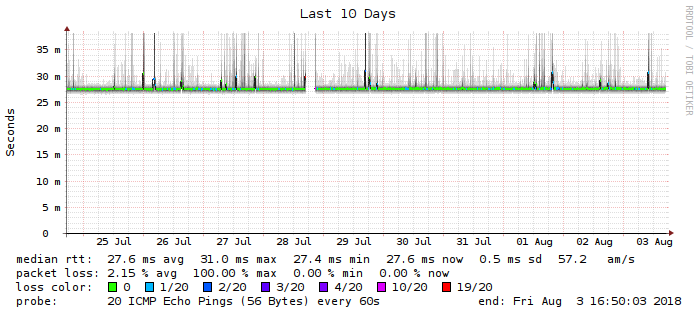 Last 10 Days
RRDTOOL / TOBI OETIKER
Seconds
35 m
30 m
25 m
20 m
15 m
10 m
5 m
0
25 Jul 26 Jul 27 Jul 28 Jul 29 Jul 30 Jul 31 Jul 01 Aug 02 Aug 03 Aug
median rtt: 27.6 ms avg 31.0 ms max 27.4 ms min 27.6 ms now 0.5 ms sd 57.2 am/s
packet loss: 2.15 % avg 100.00 % max 0.00 % min 0.00 % now
loss color: 0 1/20 2/20 3/20 4/20 10/20 19/20
probe: 20 ICMP Echo Pings (56 Bytes) every 60s end: Fri Aug 3 16:50:03 2018